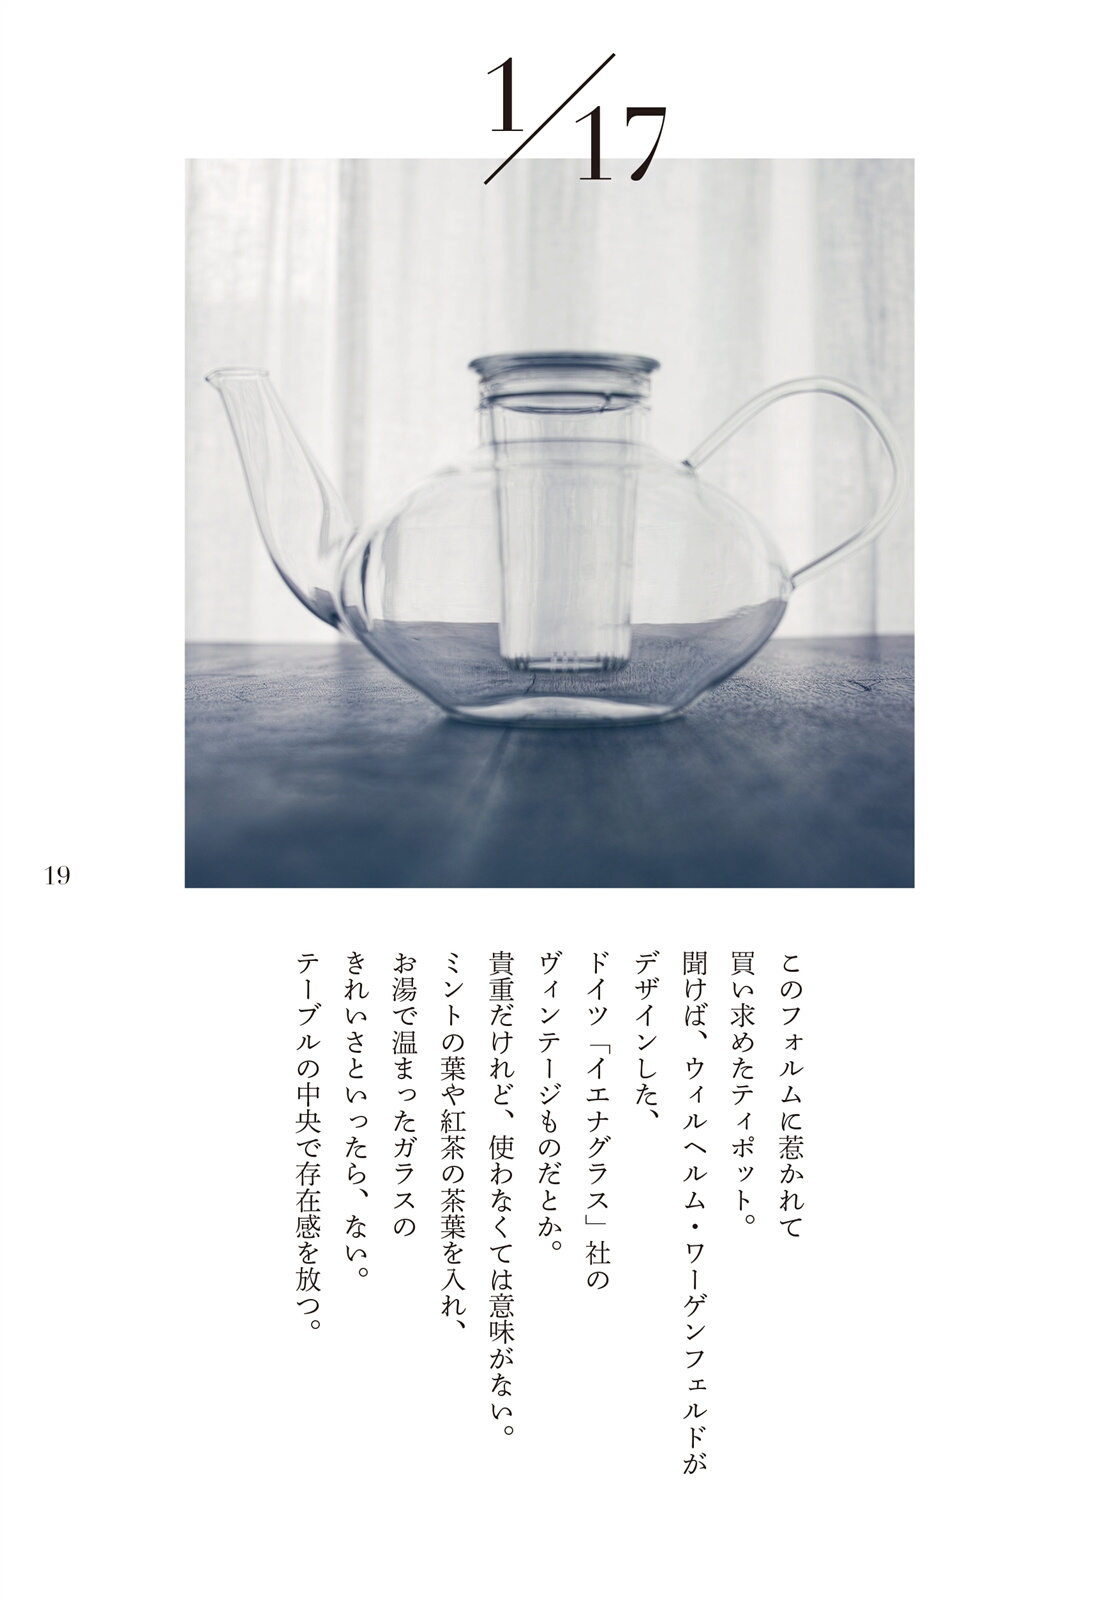 1/17
このフォルムに惹かれて
買い求めたティポット。
聞けば、ウィルヘルム・ワーゲンフェルドが
デザインした、
ドイツ「イエナグラス」社の
ヴィンテージものだとか。
貴重だけれど、使わなくては意味がない。
ミントの葉や紅茶の茶葉を入れ、
お湯で温まったガラスの
きれいさといったら、ない。
テーブルの中央で存在感を放つ。
19